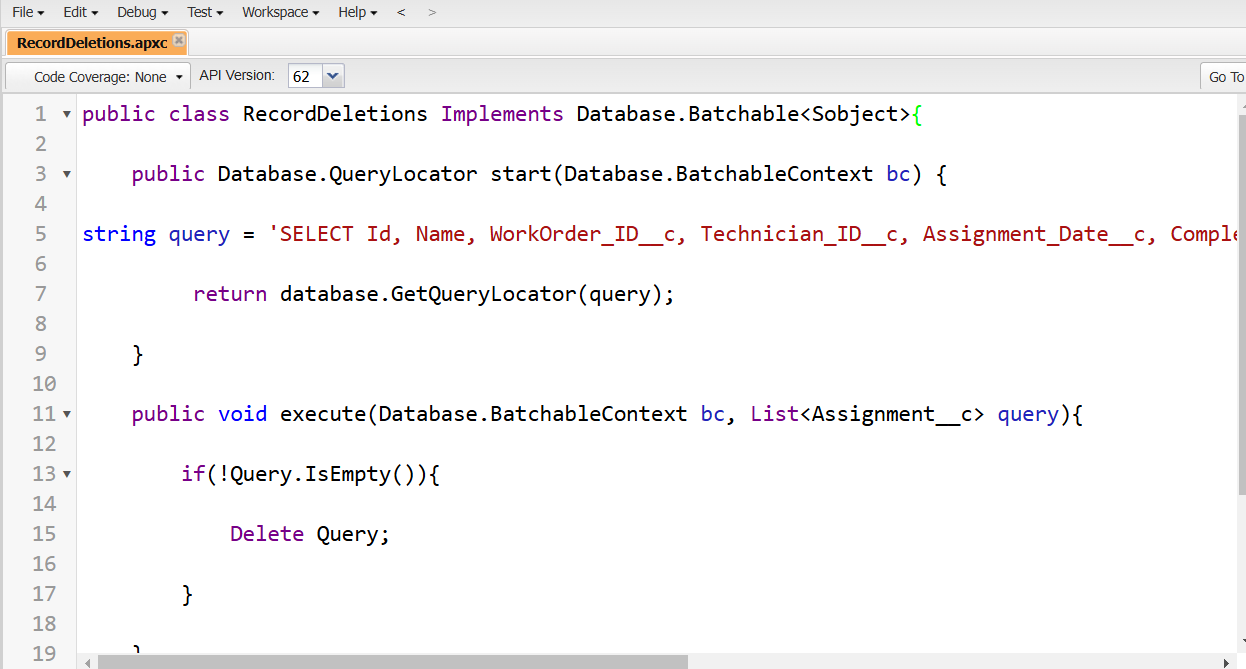 File Edit Debug Test Workspace Help < >
RecordDeletions.apxc
Code Coverage: None API Version: 62 Go To
1 public class RecordDeletions Implements Database.Batchable<Sobject>{
2
3 public Database.QueryLocator start(Database.BatchableContext bc) {
4
5 string query = 'SELECT Id, Name, WorkOrder_ID__c, Technician_ID__c, Assignment_Date__c, Comple
6
7 return database.GetQueryLocator(query);
8
9 }
10
11 public void execute(Database.BatchableContext bc, List<Assignment__c> query){
12
13 if(!Query.IsEmpty()){
14
15 Delete Query;
16
17 }
18
19 }